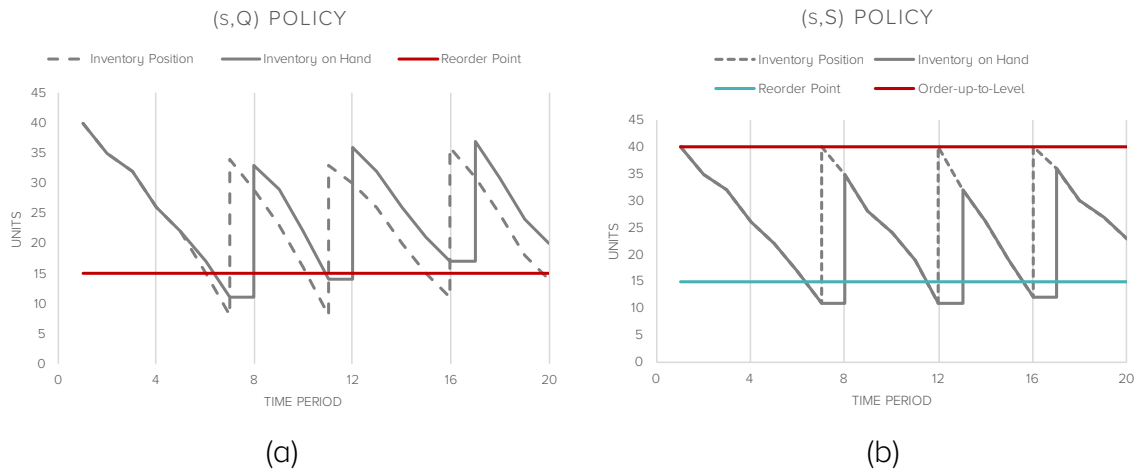 (s,Q) POLICY
Inventory Position Inventory on Hand Reorder Point
45
40
35
30
25
20
15
10
5
0
UNITS
0 4 8 12 16 20
TIME PERIOD
(a)
(s,S) POLICY
Inventory Position Inventory on Hand
Reorder Point Order-up-to-Level
45
40
35
30
25
20
15
10
5
0
UNITS
0 4 8 12 16 20
TIME PERIOD
(b)